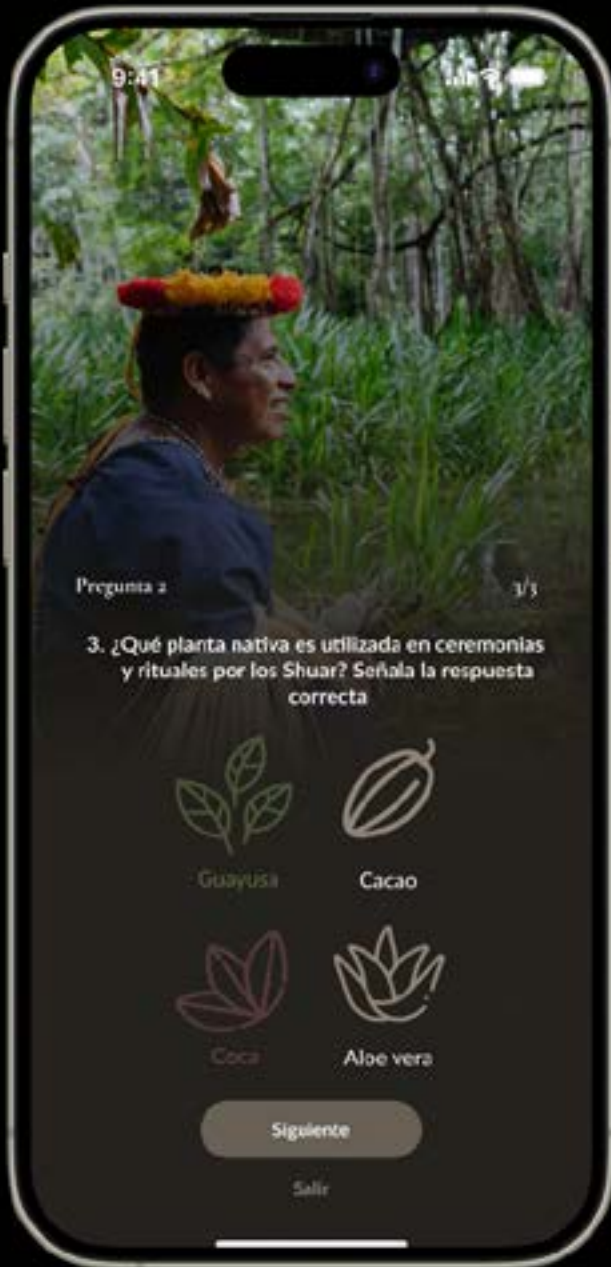 9:41
Pregunta 2 3/3
3. ¿Qué planta nativa es utilizada en ceremonias
y rituales por los Shuar? Señala la respuesta
correcta
Guayusa Cacao
Coca Aloe vera
Siguiente
Salir